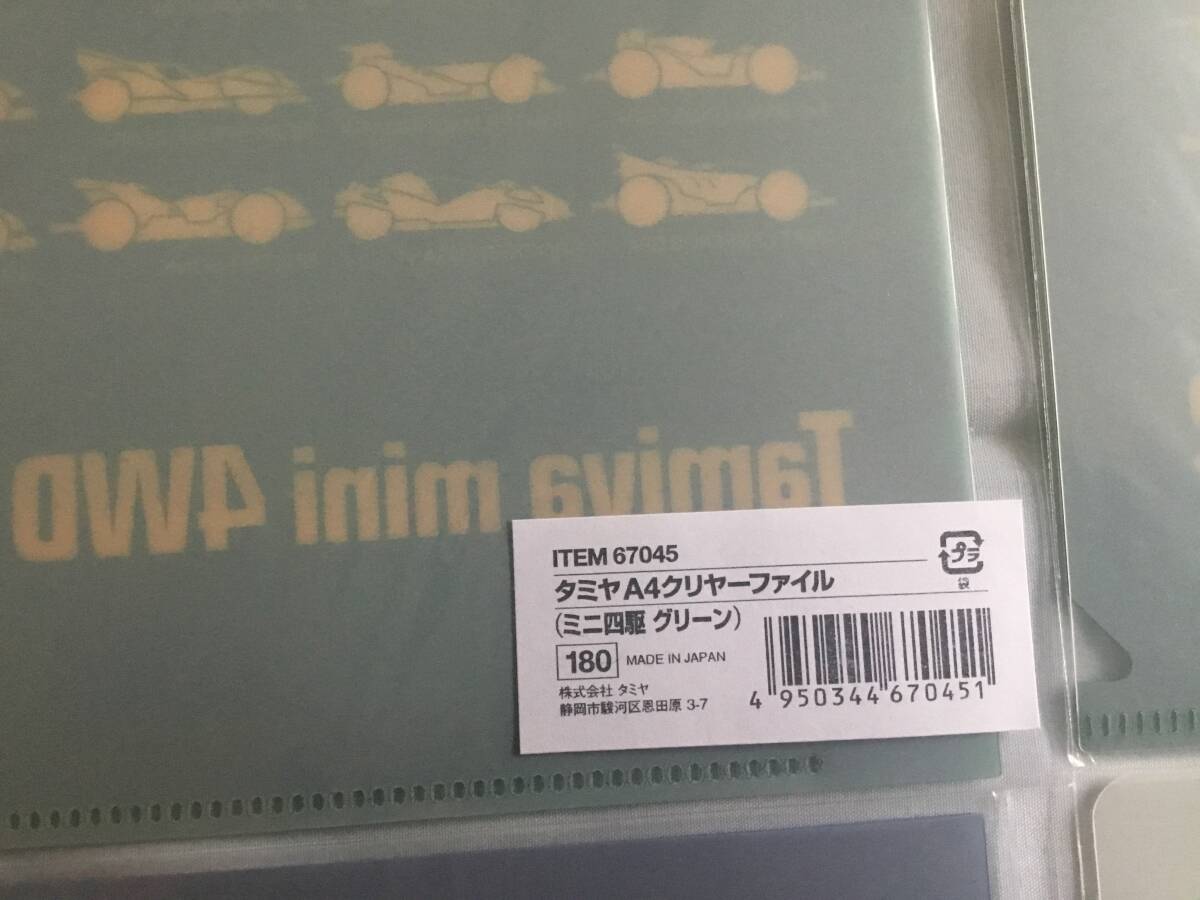 Tamiya mini 4WD
ITEM 67045
プラ
袋
タミヤ A4クリヤーファイル
(ミニ四駆 グリーン)
180 MADE IN JAPAN
株式会社 タミヤ
静岡市駿河区恩田原 3-7
4 950344 670451